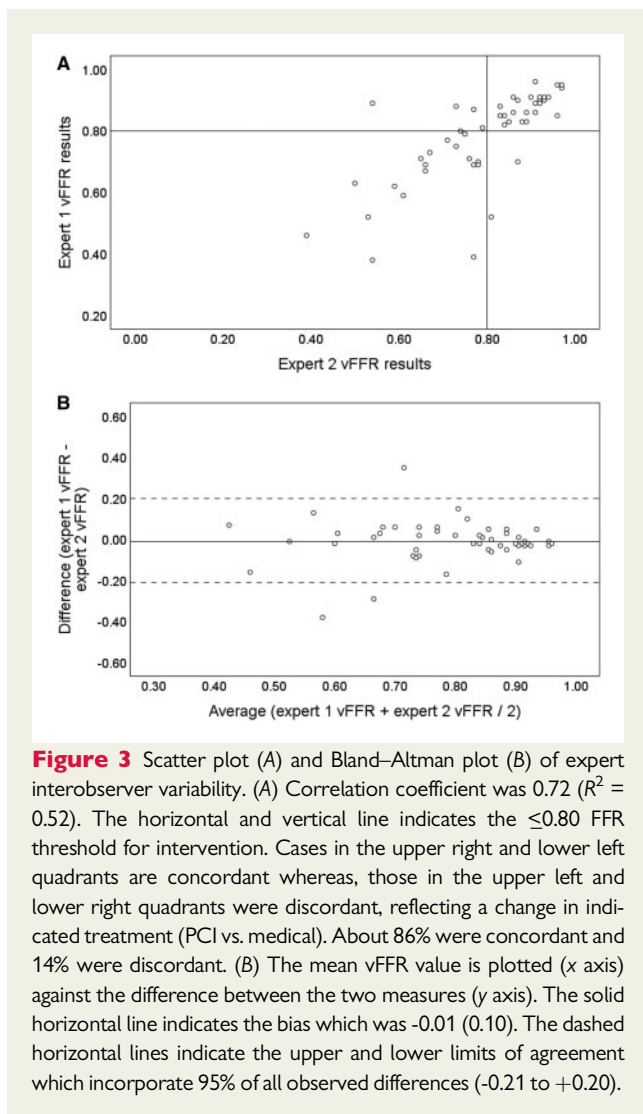 A
1.00
0.80
0.60
0.40
0.20
Expert 1 vFFR results
0.00 0.20 0.40 0.60 0.80 1.00
Expert 2 vFFR results
B
0.60
0.40
0.20
0.00
-0.20
-0.40
-0.60
Difference (expert 1 vFFR -
expert 2 vFFR)
0.30 0.40 0.50 0.60 0.70 0.80 0.90 1.00
Average (expert 1 vFFR + expert 2 vFFR / 2)
Figure 3 Scatter plot (A) and Bland–Altman plot (B) of expert
interobserver variability. (A) Correlation coefficient was 0.72 (R² =
0.52). The horizontal and vertical line indicates the ≤0.80 FFR
threshold for intervention. Cases in the upper right and lower left
quadrants are concordant whereas, those in the upper left and
lower right quadrants were discordant, reflecting a change in indi-
cated treatment (PCI vs. medical). About 86% were concordant and
14% were discordant. (B) The mean vFFR value is plotted (x axis)
against the difference between the two measures (y axis). The solid
horizontal line indicates the bias which was -0.01 (0.10). The dashed
horizontal lines indicate the upper and lower limits of agreement
which incorporate 95% of all observed differences (-0.21 to +0.20).